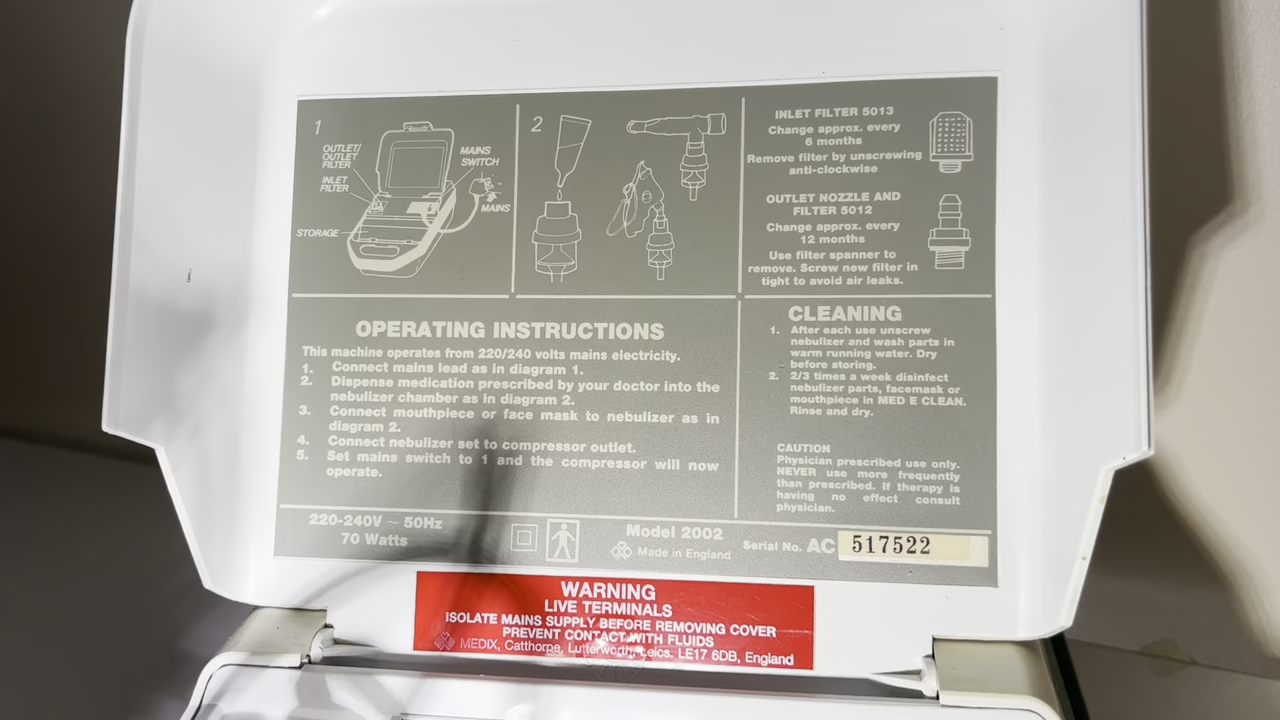 1
OUTLET/
OUTLET
FILTER
INLET
FILTER
STORAGE
MAINS
SWITCH
MAINS
2
INLET FILTER 5013
Change approx. every
6 months
Remove filter by unscrewing
anti-clockwise
OUTLET NOZZLE AND
FILTER 5012
Change approx. every
12 months
Use filter spanner to
remove. Screw new filter in
tight to avoid air leaks.
OPERATING INSTRUCTIONS
This machine operates from 220/240 volts mains electricity.
1. Connect mains lead as in diagram 1.
2. Dispense medication prescribed by your doctor into the
nebulizer chamber as in diagram 2.
3. Connect mouthpiece or face mask to nebulizer as in
diagram 2.
4. Connect nebulizer set to compressor outlet.
5. Set mains switch to 1 and the compressor will now
operate.
CLEANING
1. After each use unscrew
nebulizer and wash parts in
warm running water. Dry
before storing.
2. 2/3 times a week disinfect
nebulizer parts, facemask or
mouthpiece in MED E CLEAN.
Rinse and dry.
CAUTION
Physician prescribed use only.
NEVER use more frequently
than prescribed. If therapy is
having no effect consult
physician.
220-240V ~ 50Hz
70 Watts
Model 2002
Made in England
Serial No. AC 517522
WARNING
LIVE TERMINALS
ISOLATE MAINS SUPPLY BEFORE REMOVING COVER
PREVENT CONTACT WITH FLUIDS
MEDIX, Catthorpe, Lutterworth, Leics. LE17 6DB, England